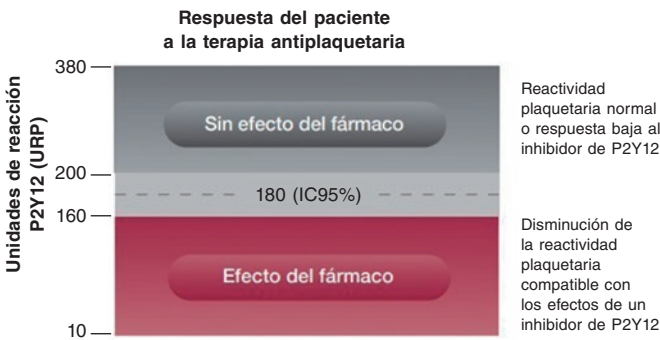 Respuesta del paciente
a la terapia antiplaquetaria
Unidades de reacción
P2Y12 (URP)
380
200
160
10
Sin efecto del fármaco
180 (IC95%)
Efecto del fármaco
Reactividad
plaquetaria normal
o respuesta baja al
inhibidor de P2Y12
Disminución de
la reactividad
plaquetaria
compatible con
los efectos de un
inhibidor de P2Y12